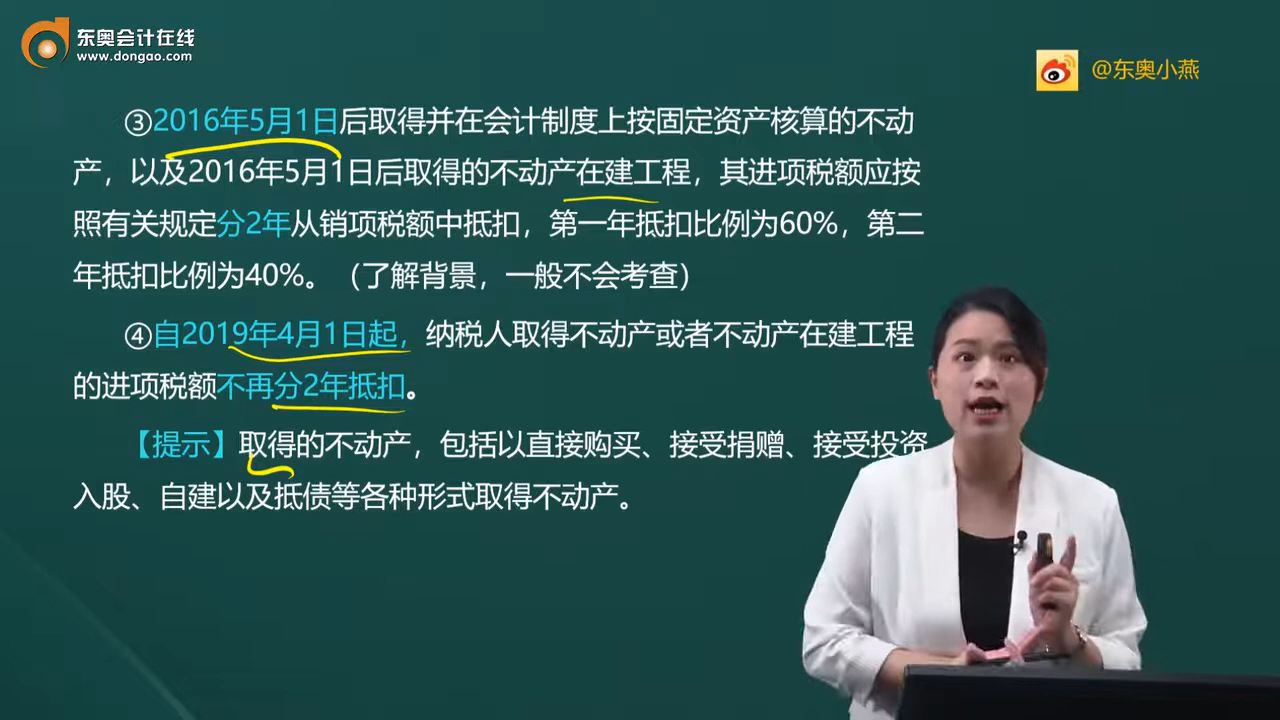 东奥会计在线
www.dongao.com
@东奥小燕
③2016年5月1日后取得并在会计制度上按固定资产核算的不动
产，以及2016年5月1日后取得的不动产在建工程，其进项税额应按
照有关规定分2年从销项税额中抵扣，第一年抵扣比例为60%，第二
年抵扣比例为40%。（了解背景，一般不会考查）
④自2019年4月1日起，纳税人取得不动产或者不动产在建工程
的进项税额不再分2年抵扣。
【提示】取得的不动产，包括以直接购买、接受捐赠、接受投资
入股、自建以及抵债等各种形式取得不动产。